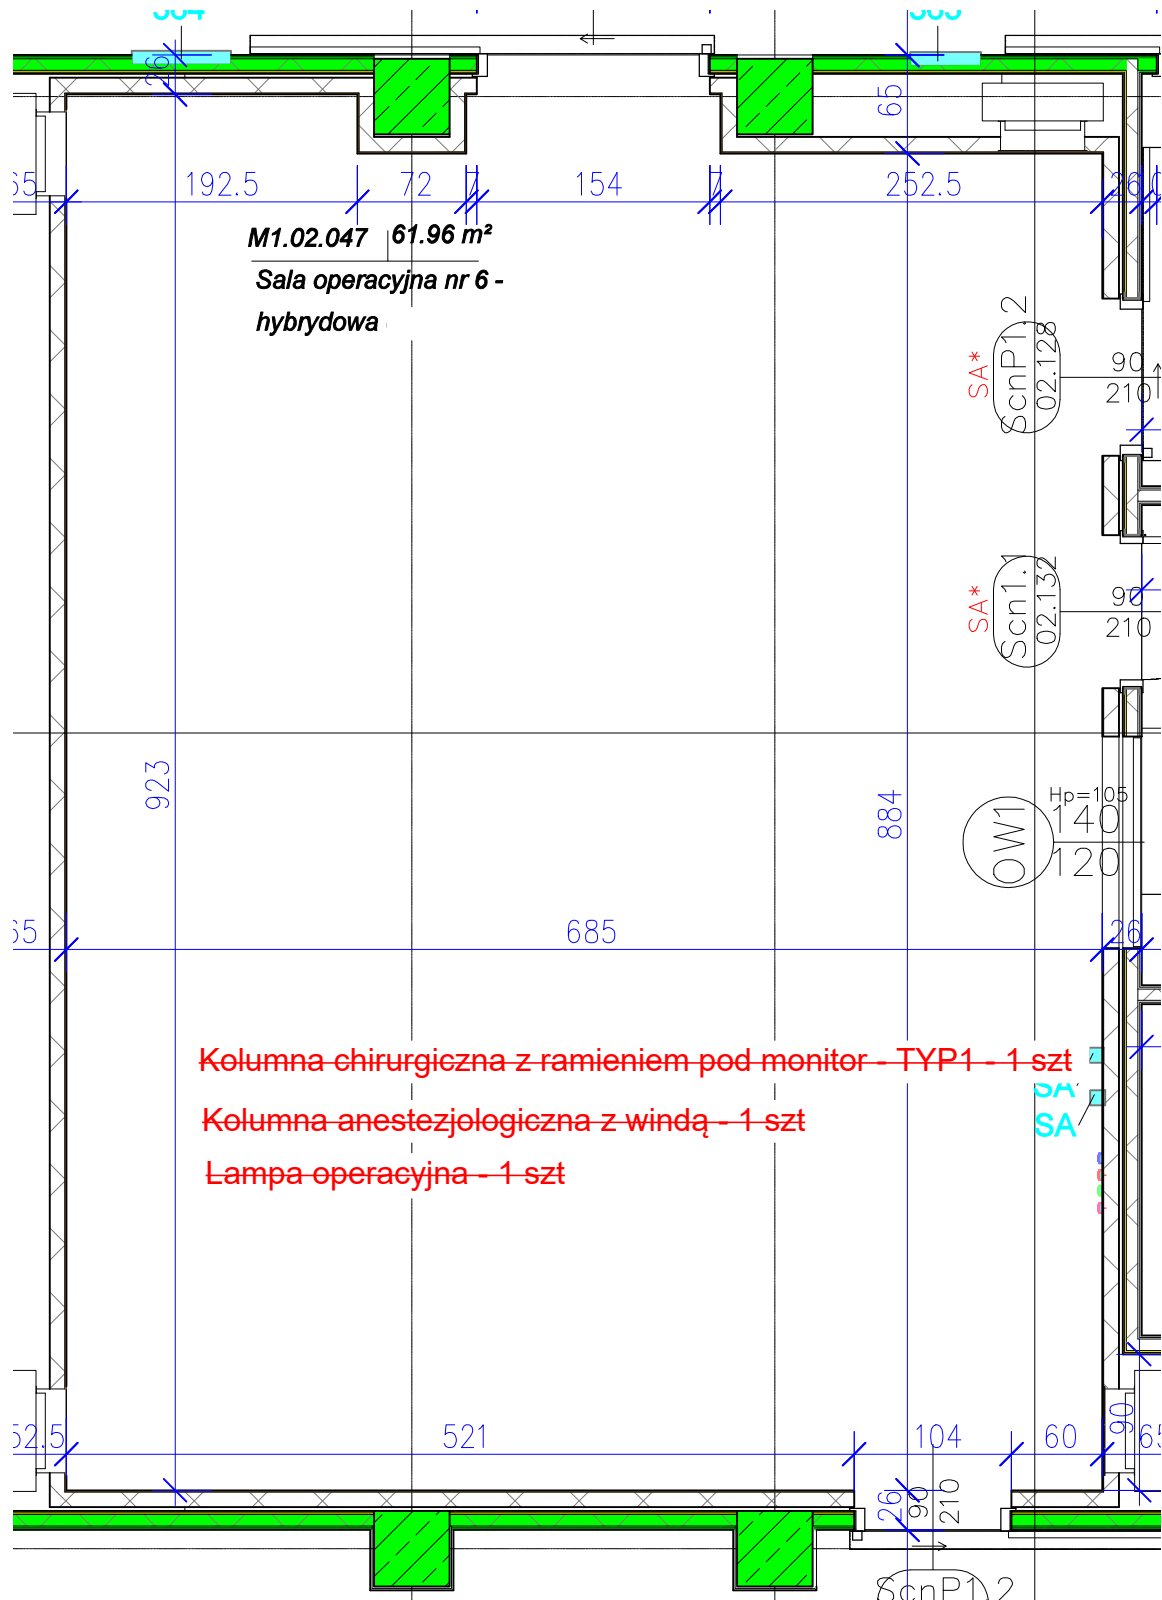 26
65
192.5
72
7
154
7
252.5
26
M1.02.047 61.96 m²
Sala operacyjna nr 6 -
hybrydowa
SA*
ScnP1.2
02.128
90
210
SA*
Scn1.1
02.132
90
210
923
884
OW1
Hp=105
140
120
685
26
Kolumna chirurgiczna z ramieniem pod monitor - TYP1 - 1 szt
SA
Kolumna anestezjologiczna z windą - 1 szt
SA
Lampa operacyjna - 1 szt
52.5
521
104
60
90
65
26
90
210
ScnP1.2